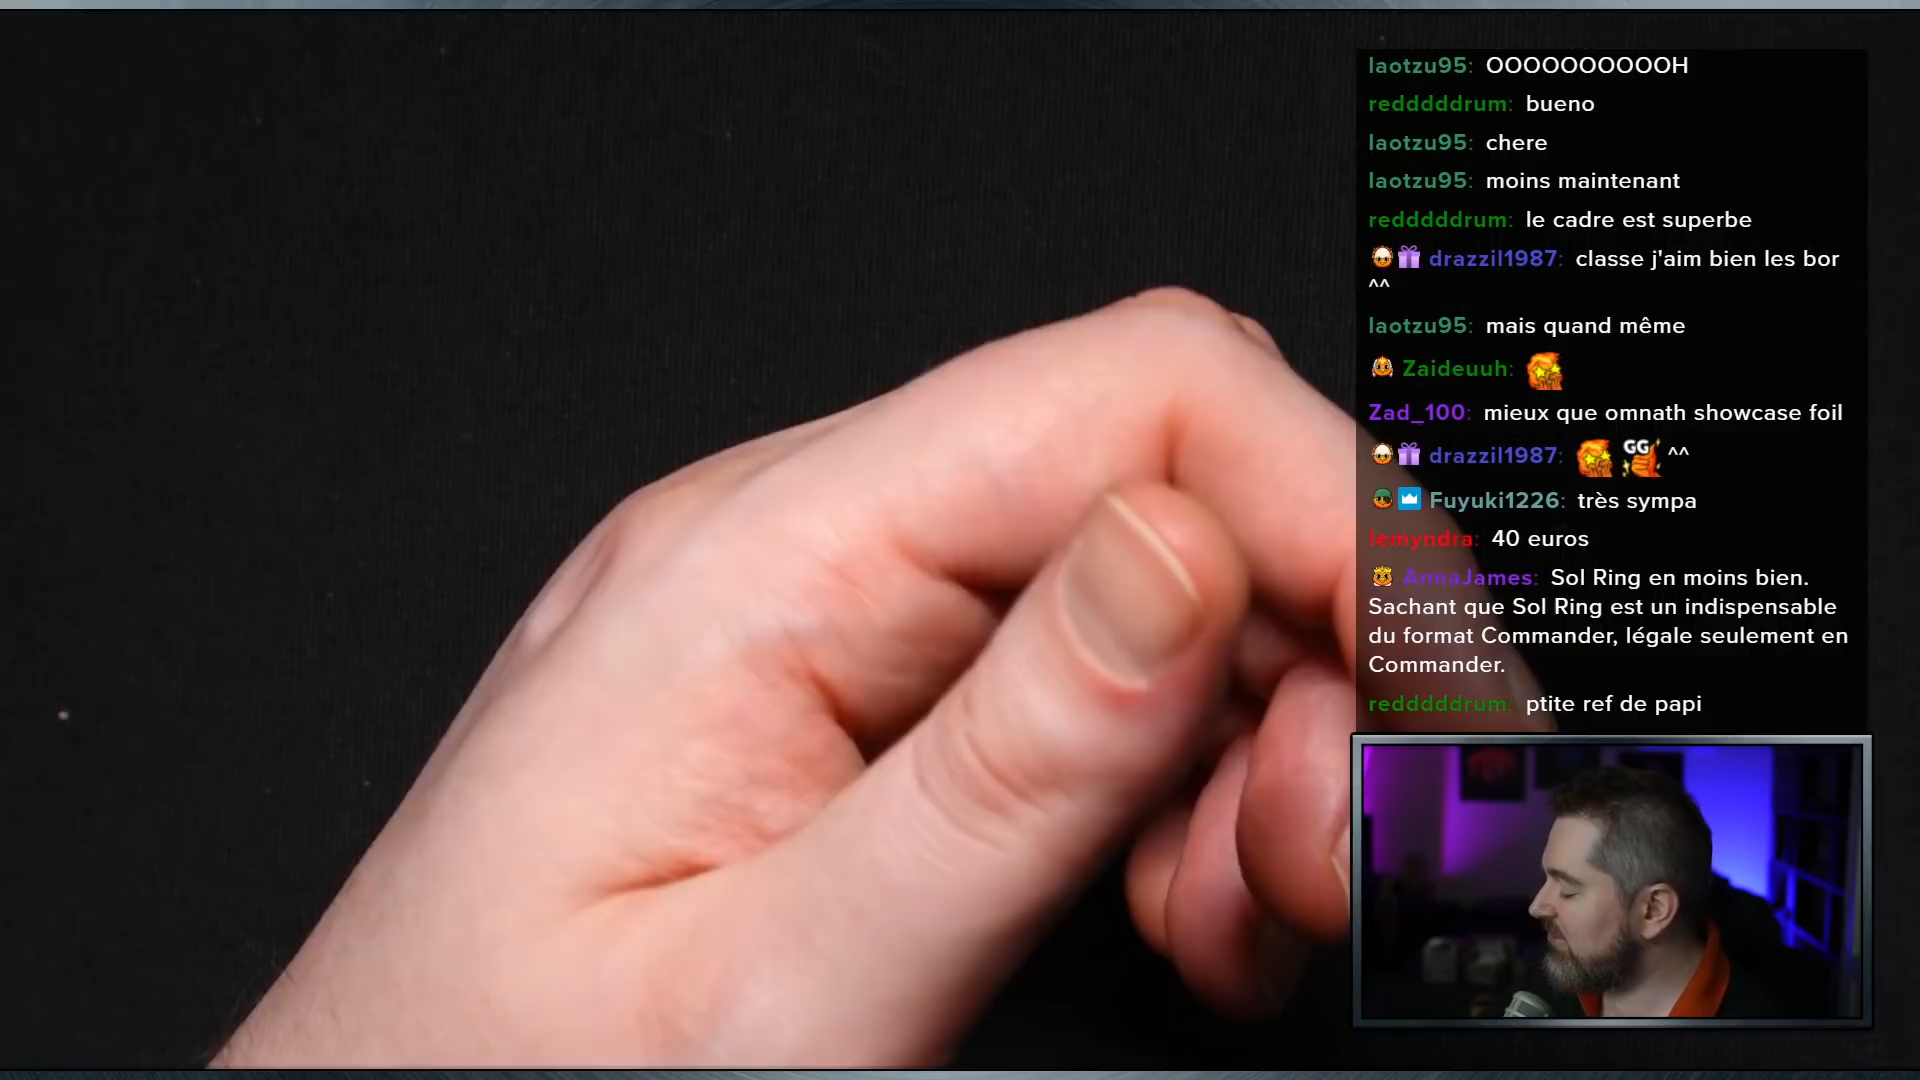 laotzu95: OOOOOOOOOOH
redddddrum: bueno
laotzu95: chere
laotzu95: moins maintenant
redddddrum: le cadre est superbe
drazzil1987: classe j'aim bien les bor
^^
laotzu95: mais quand même
Zaideuuh:
Zad_100: mieux que omnath showcase foil
drazzil1987: GG ^^
Fuyuki1226: très sympa
lemyndra: 40 euros
AnnaJames: Sol Ring en moins bien.
Sachant que Sol Ring est un indispensable
du format Commander, légale seulement en
Commander.
redddddrum: ptite ref de papi